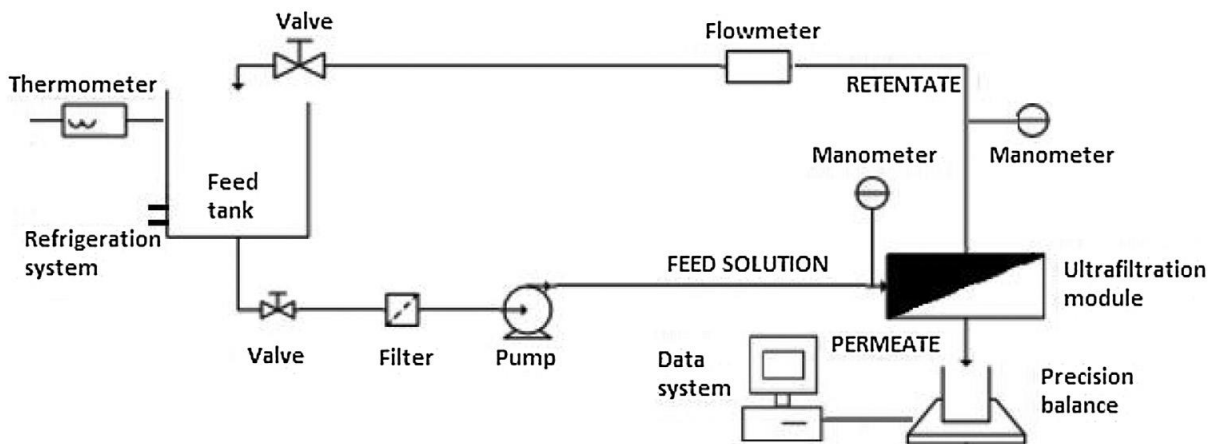 Valve
Flowmeter
Thermometer
RETENTATE
Manometer
Manometer
Feed
tank
Refrigeration
system
FEED SOLUTION
Ultrafiltration
module
Valve
Filter
Pump
PERMEATE
Data
system
Precision
balance